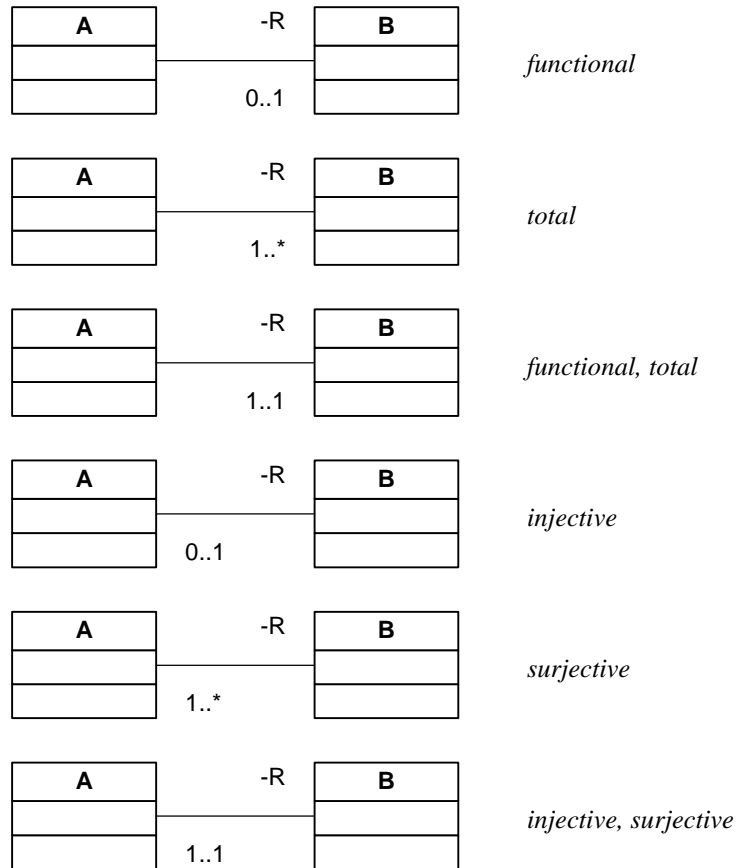 A -R B
functional
0..1
A -R B
total
1..*
A -R B
functional, total
1..1
A -R B
injective
0..1
A -R B
surjective
1..*
A -R B
injective, surjective
1..1